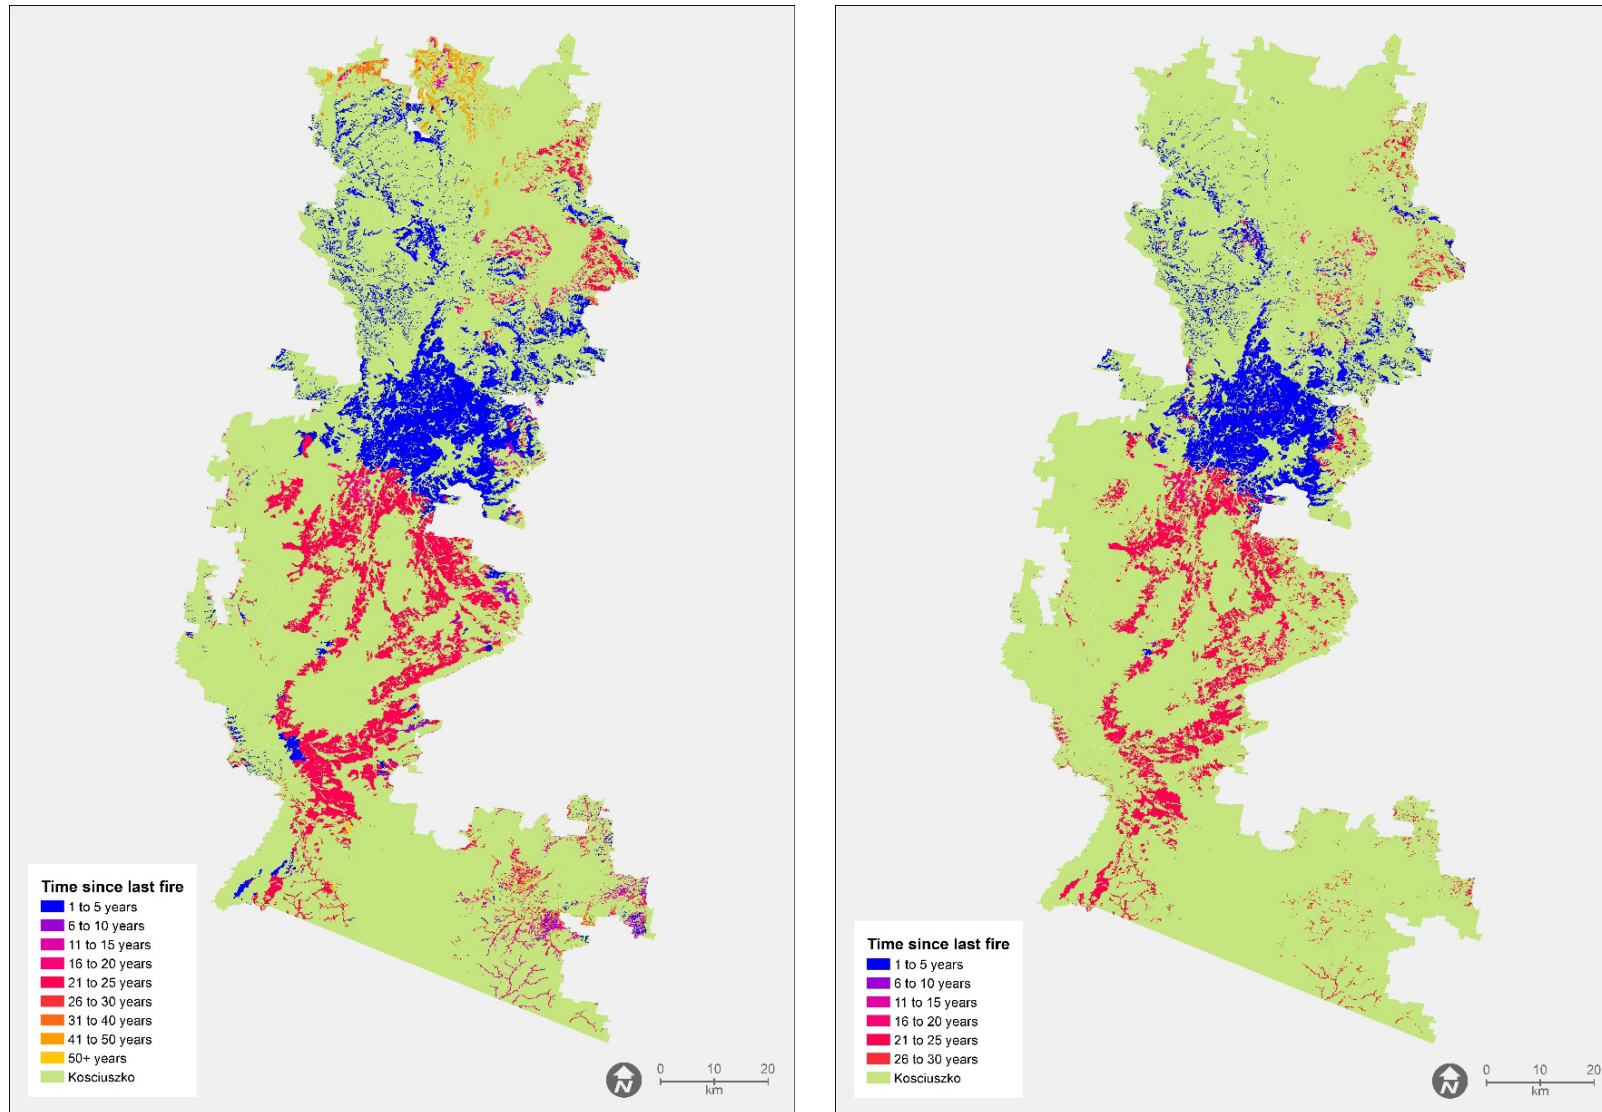 Time since last fire
1 to 5 years
6 to 10 years
11 to 15 years
16 to 20 years
21 to 25 years
26 to 30 years
31 to 40 years
41 to 50 years
50+ years
Kosciuszko
N
0 10 20
km
Time since last fire
1 to 5 years
6 to 10 years
11 to 15 years
16 to 20 years
21 to 25 years
26 to 30 years
Kosciuszko
N
0 10 20
km